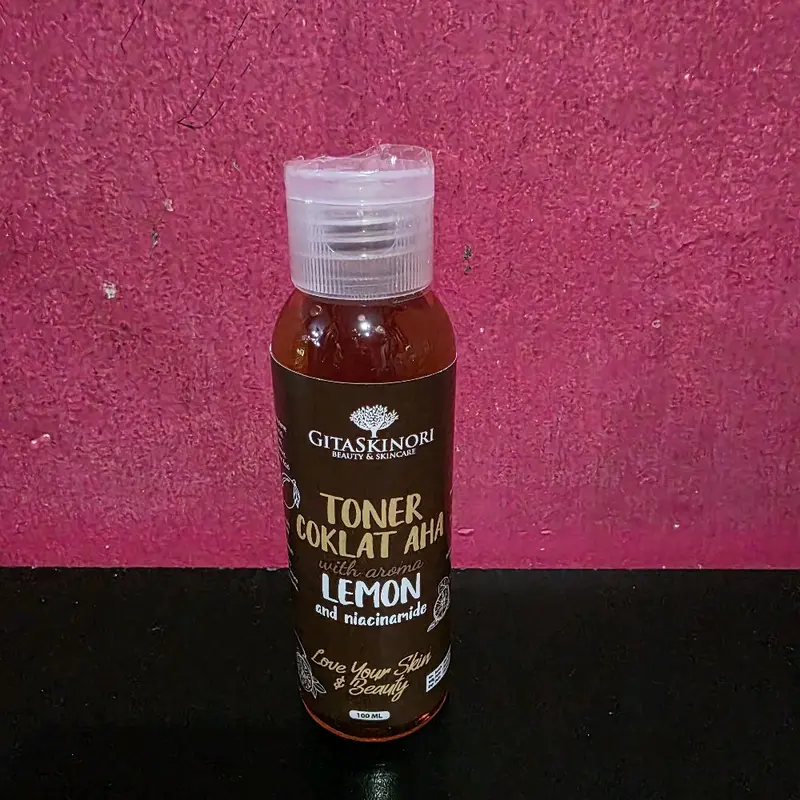 GITASKINORI
BEAUTY & SKINCARE
TONER
COKLAT AHA
with aroma
LEMON
and niacinamide
Love Your Skin
& Beauty
100 ML